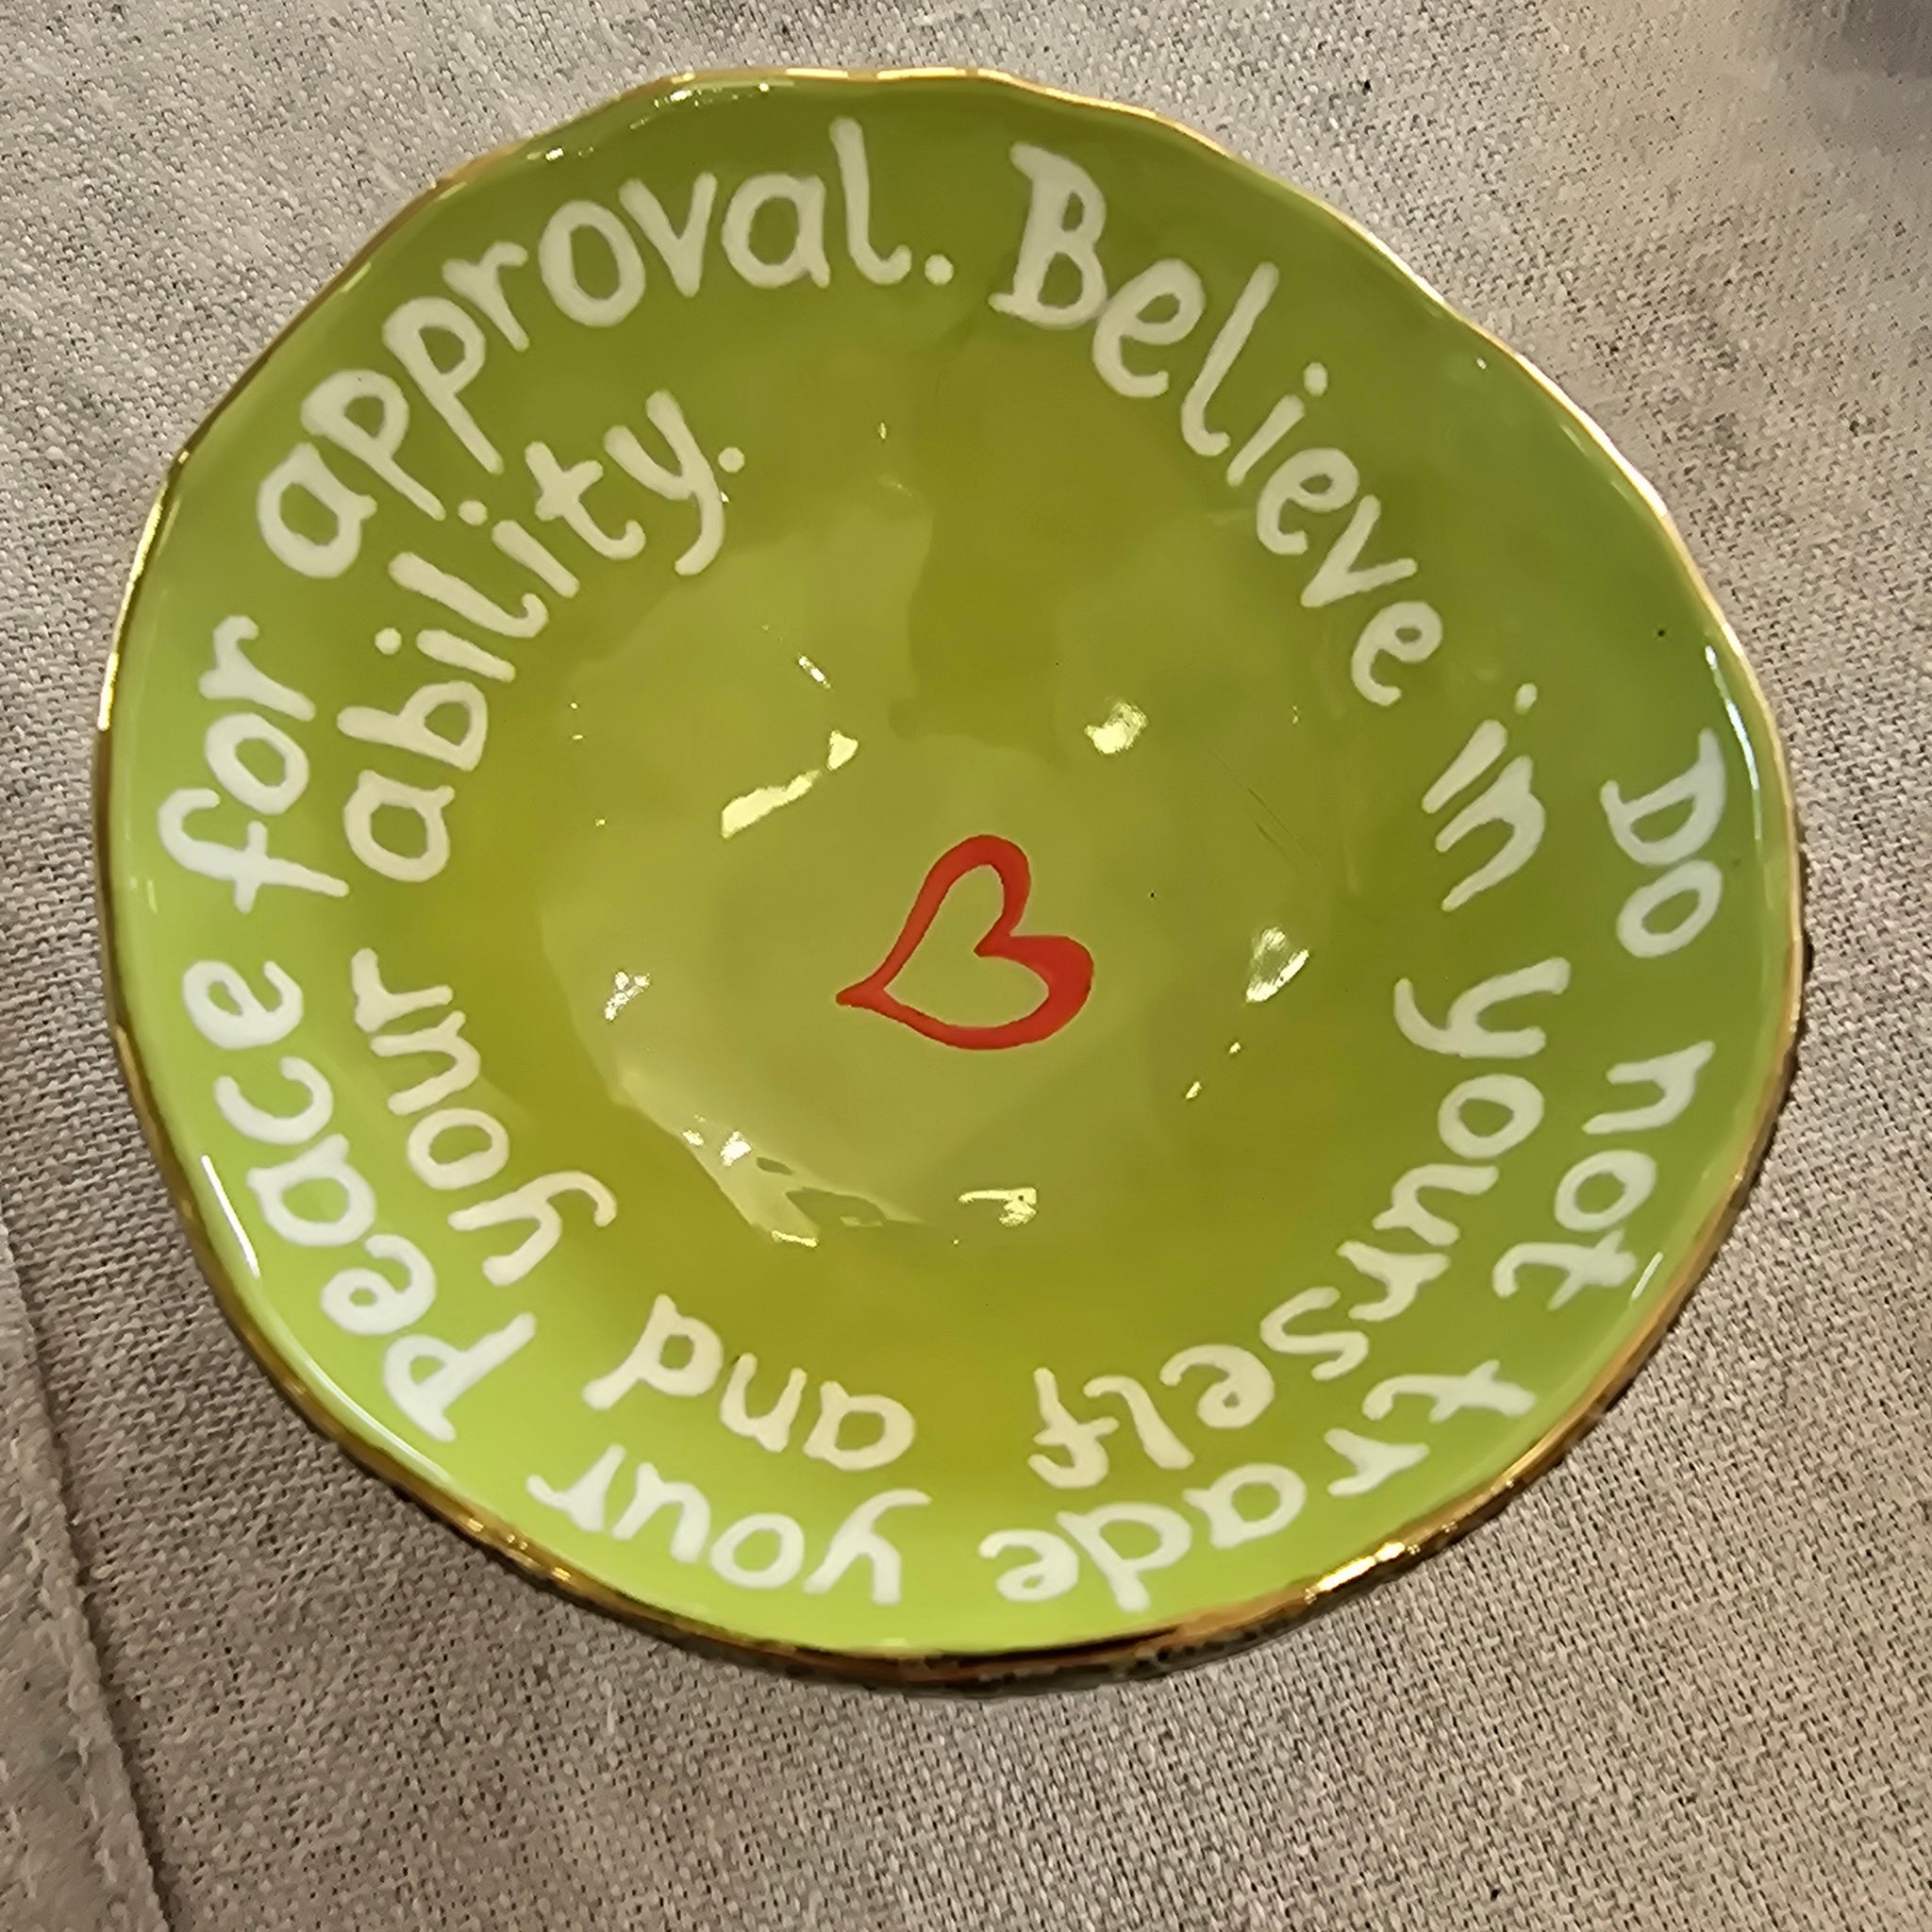 Do not trade your Peace for approval. Believe in yourself and your ability.